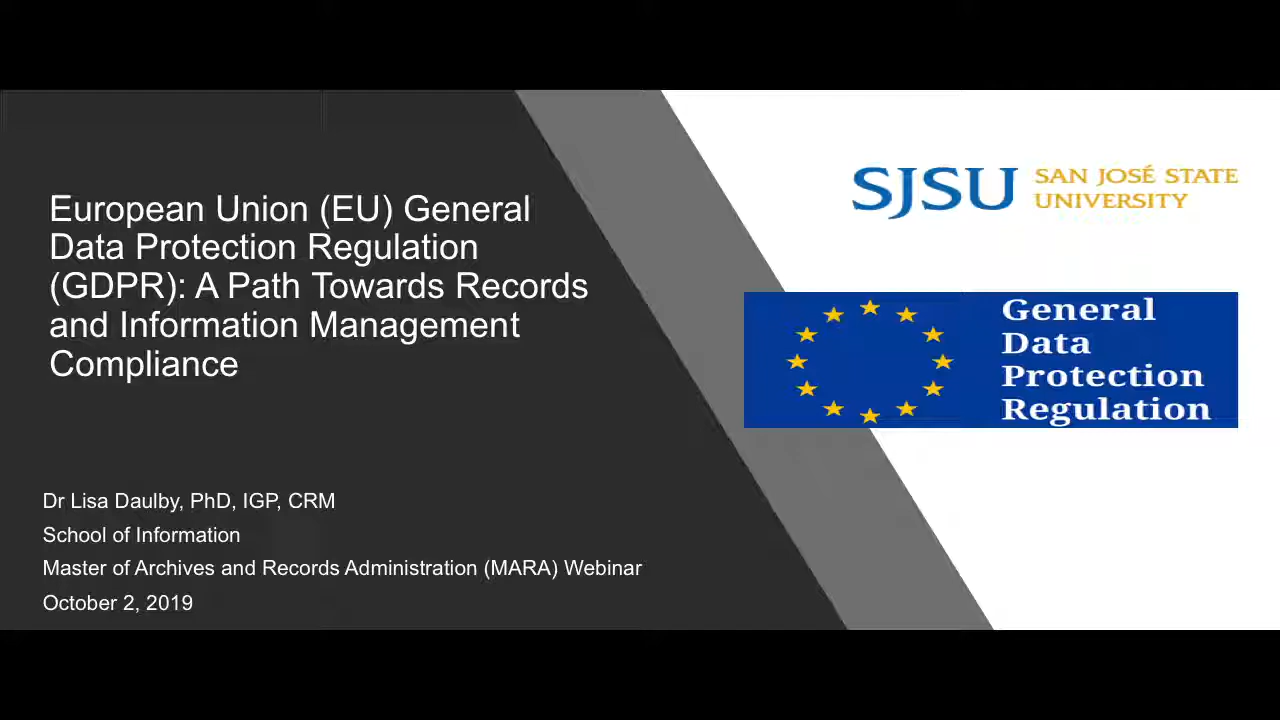 European Union (EU) General
Data Protection Regulation
(GDPR): A Path Towards Records
and Information Management
Compliance
Dr Lisa Daulby, PhD, IGP, CRM
School of Information
Master of Archives and Records Administration (MARA) Webinar
October 2, 2019
SJSU SAN JOSÉ STATE
UNIVERSITY
General
Data
Protection
Regulation